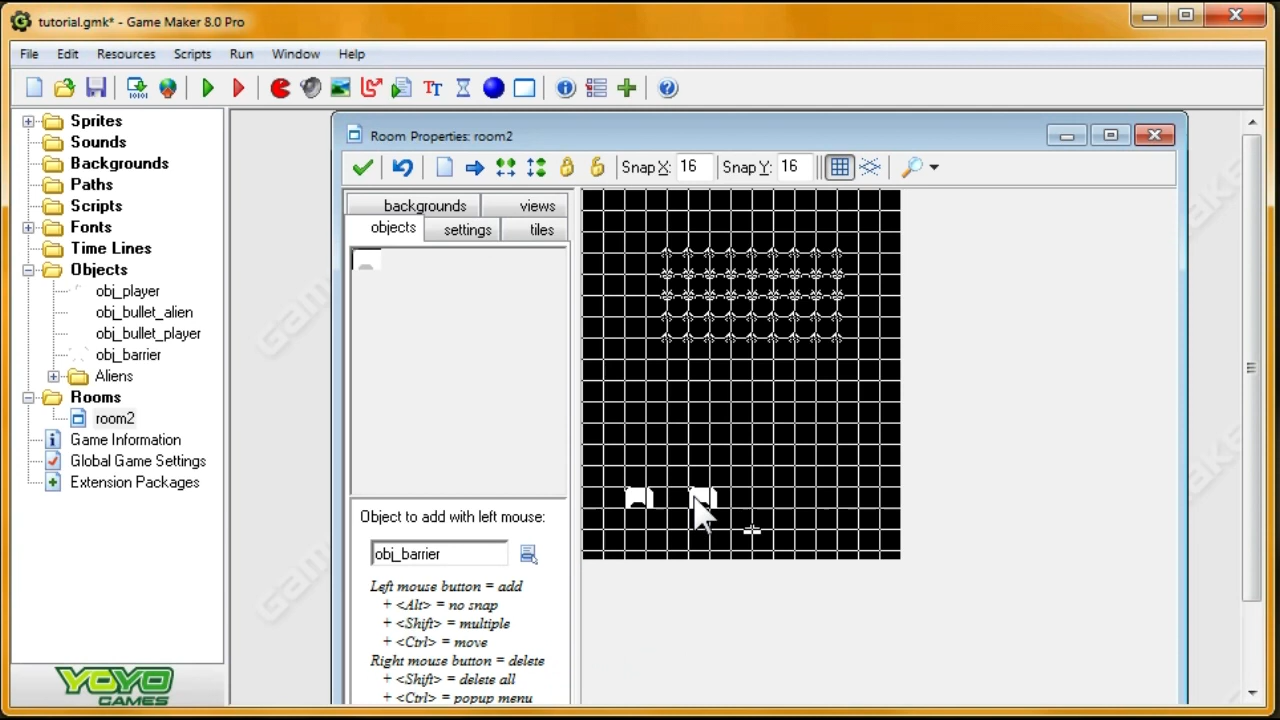 tutorial.gmk* - Game Maker 8.0 Pro
File Edit Resources Scripts Run Window Help
Sprites
Sounds
Backgrounds
Paths
Scripts
Fonts
Time Lines
Objects
obj_player
obj_bullet_alien
obj_bullet_player
obj_barrier
Aliens
Rooms
room2
Game Information
Global Game Settings
Extension Packages
YOYO
GAMES
Room Properties: room2
Snap X: 16 Snap Y: 16
backgrounds views
objects settings tiles
Object to add with left mouse:
obj_barrier
Left mouse button = add
+ <Alt> = no snap
+ <Shift> = multiple
+ <Ctrl> = move
Right mouse button = delete
+ <Shift> = delete all
+ <Ctrl> = popup menu